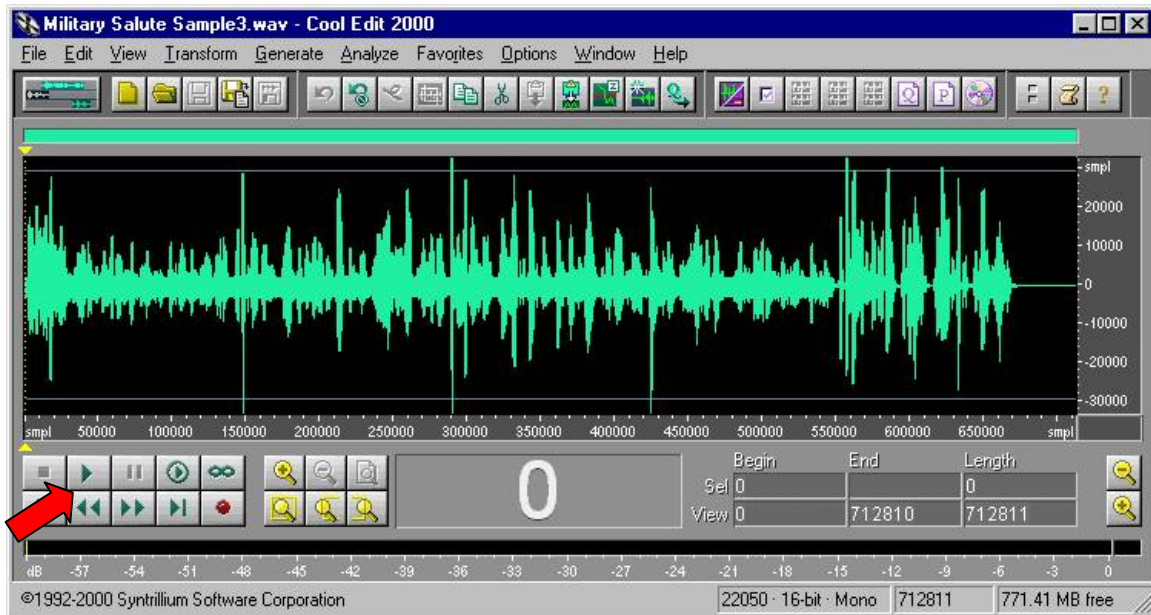 Military Salute Sample3.wav - Cool Edit 2000
File Edit View Transform Generate Analyze Favorites Options Window Help
smpl
20000
10000
0
-10000
-20000
-30000
smpl 50000 100000 150000 200000 250000 300000 350000 400000 450000 500000 550000 600000 650000 smpl
Begin End Length
0
Sel 0 0
View 0 712810 712811
dB -57 -54 -51 -48 -45 -42 -39 -36 -33 -30 -27 -24 -21 -18 -15 -12 -9 -6 -3 0
©1992-2000 Syntrillium Software Corporation 22050 · 16-bit · Mono 712811 771.41 MB free